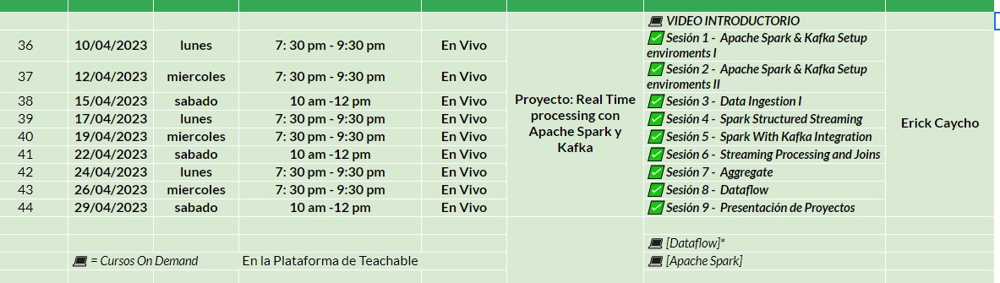 💻 VIDEO INTRODUCTORIO
36 10/04/2023 lunes 7: 30 pm - 9:30 pm En Vivo ✅ Sesión 1 - Apache Spark & Kafka Setup
enviroments I
37 12/04/2023 miercoles 7: 30 pm - 9:30 pm En Vivo ✅ Sesión 2 - Apache Spark & Kafka Setup
enviroments II
38 15/04/2023 sabado 10 am -12 pm En Vivo Proyecto: Real Time ✅ Sesión 3 - Data Ingestion I
39 17/04/2023 lunes 7: 30 pm - 9:30 pm En Vivo processing con ✅ Sesión 4 - Spark Structured Streaming Erick Caycho
40 19/04/2023 miercoles 7: 30 pm - 9:30 pm En Vivo Apache Spark y ✅ Sesión 5 - Spark With Kafka Integration
41 22/04/2023 sabado 10 am -12 pm En Vivo Kafka ✅ Sesión 6 - Streaming Processing and Joins
42 24/04/2023 lunes 7: 30 pm - 9:30 pm En Vivo ✅ Sesión 7 - Aggregate
43 26/04/2023 miercoles 7: 30 pm - 9:30 pm En Vivo ✅ Sesión 8 - Dataflow
44 29/04/2023 sabado 10 am -12 pm En Vivo ✅ Sesión 9 - Presentación de Proyectos
💻 [Dataflow]*
💻 = Cursos On Demand En la Plataforma de Teachable 💻 [Apache Spark]